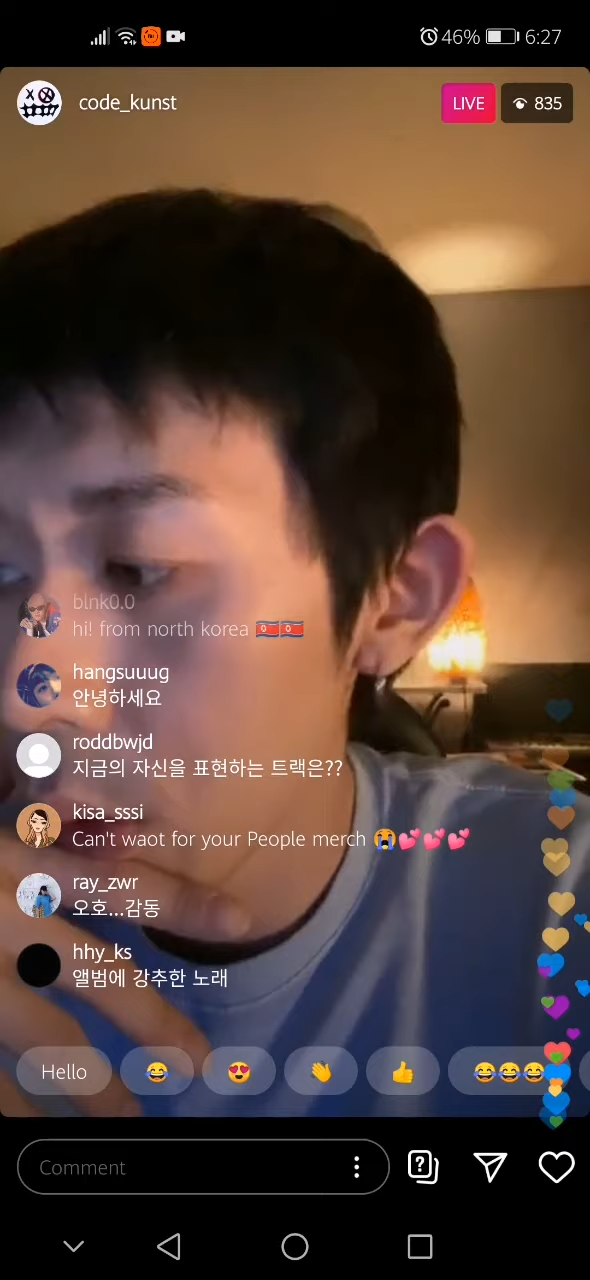 46% 6:27
code_kunst LIVE 835
blnk0.0
hi! from north korea 🇰🇵🇰🇵
hangsuuug
안녕하세요
roddbwjd
지금의 자신을 표현하는 트랙은??
kisa_sssi
Can't waot for your People merch 😭💕💕💕
ray_zwr
오호...감동
hhy_ks
앨범에 강추한 노래
Hello 😂 😍 👋 👍 😂😂😂
Comment